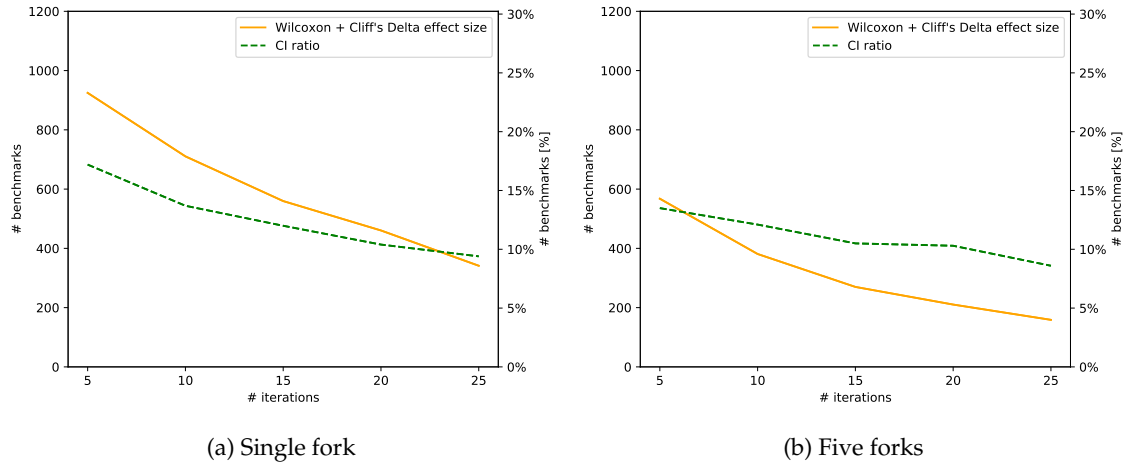 Wilcoxon + Cliff's Delta effect size
CI ratio
1200
1000
800
600
400
200
0
# benchmarks
30%
25%
20%
15%
10%
5%
0%
# benchmarks [%]
5 10 15 20 25
# iterations
(a) Single fork
Wilcoxon + Cliff's Delta effect size
CI ratio
1200
1000
800
600
400
200
0
# benchmarks
30%
25%
20%
15%
10%
5%
0%
# benchmarks [%]
5 10 15 20 25
# iterations
(b) Five forks